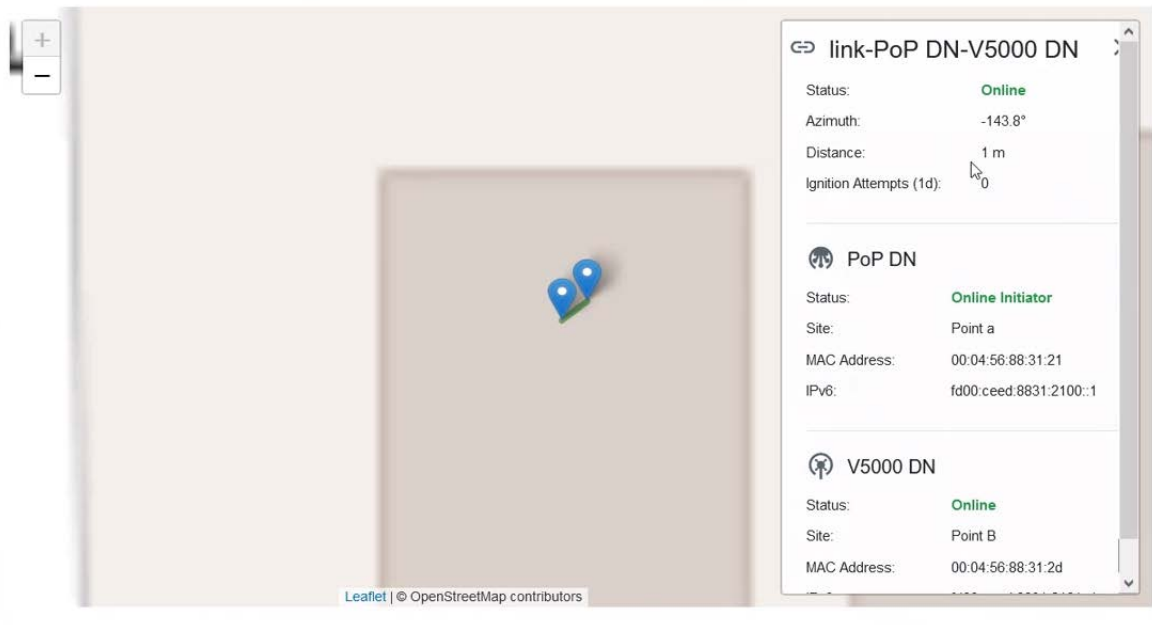 +
−
link-PoP DN-V5000 DN
Status: Online
Azimuth: -143.8°
Distance: 1 m
Ignition Attempts (1d): 0
PoP DN
Status: Online Initiator
Site: Point a
MAC Address: 00:04:56:88:31:21
IPv6: fd00:ceed:8831:2100::1
V5000 DN
Status: Online
Site: Point B
MAC Address: 00:04:56:88:31:2d
Leaflet | © OpenStreetMap contributors